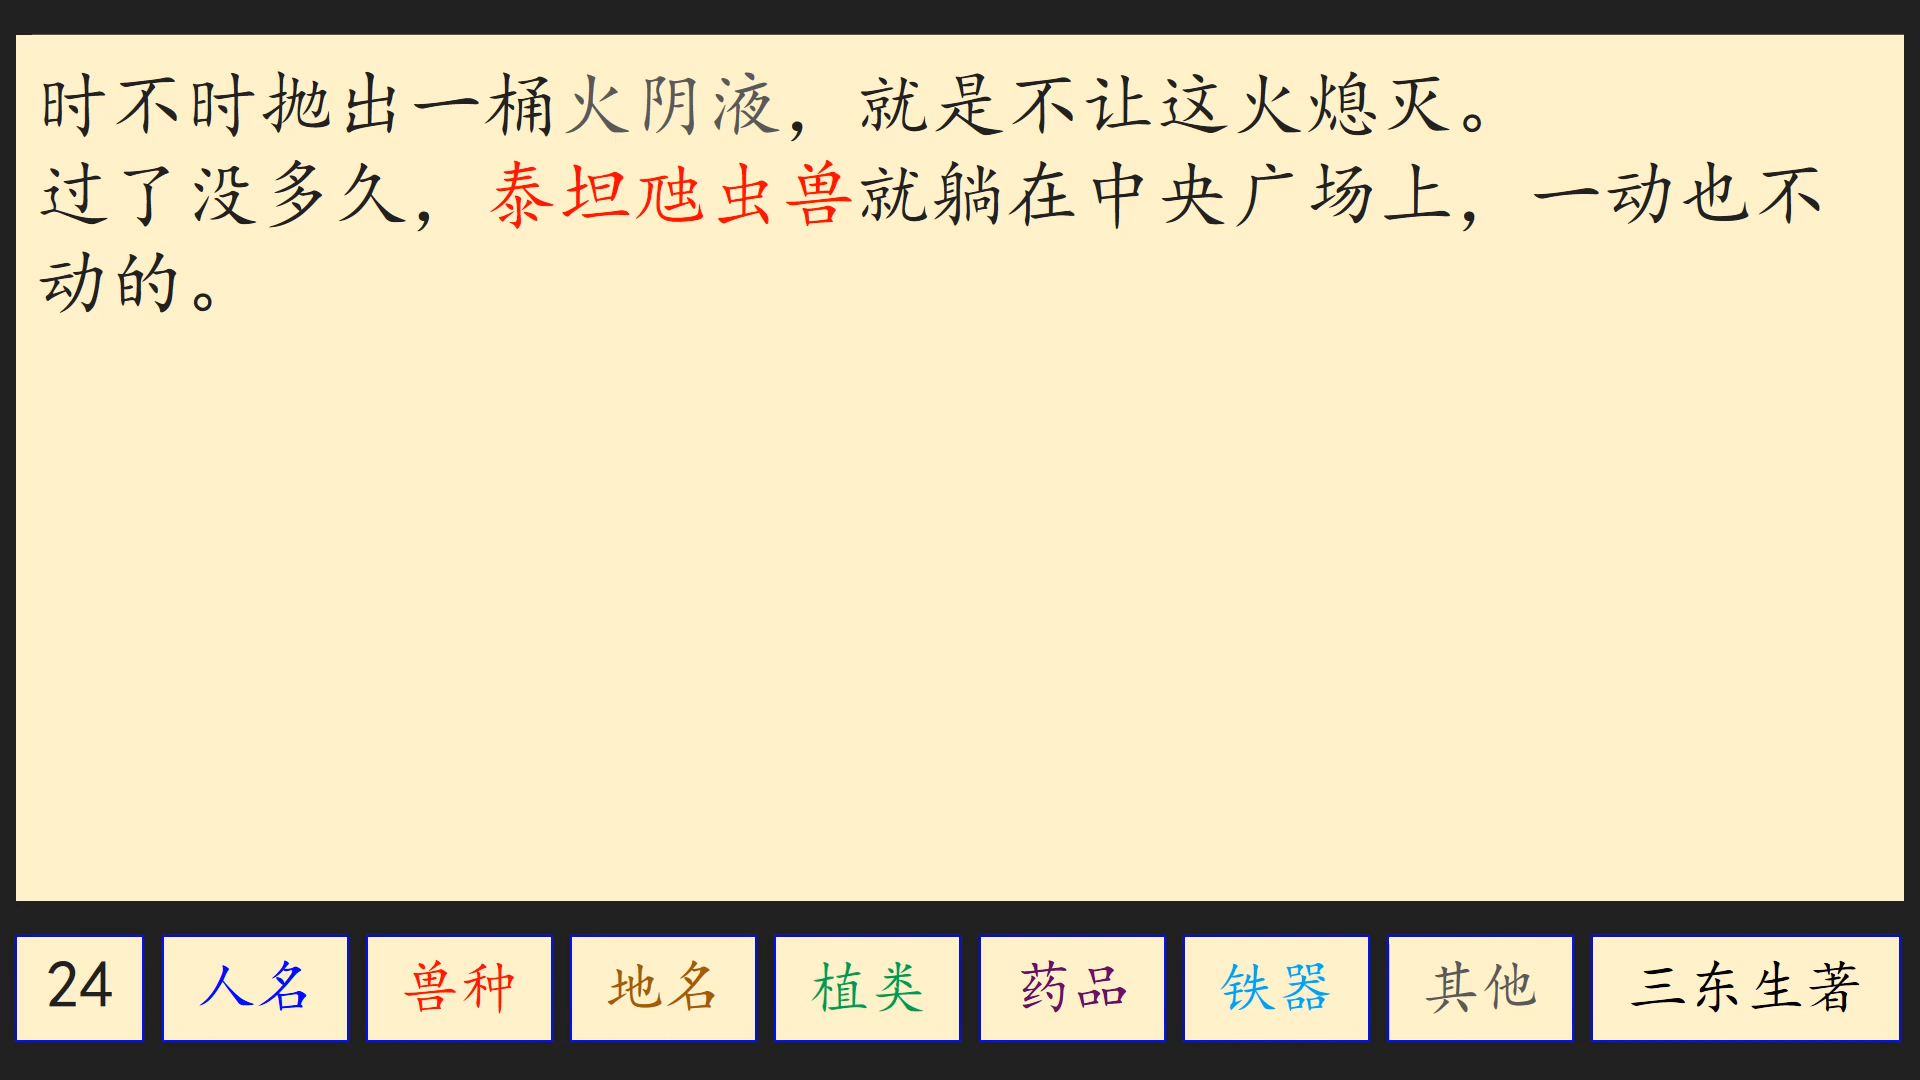 时不时抛出一桶火阴液，就是不让这火熄灭。
过了没多久，泰坦虺虫兽就躺在中央广场上，一动也不
动的。
24 人名 兽种 地名 植类 药品 铁器 其他 三东生著